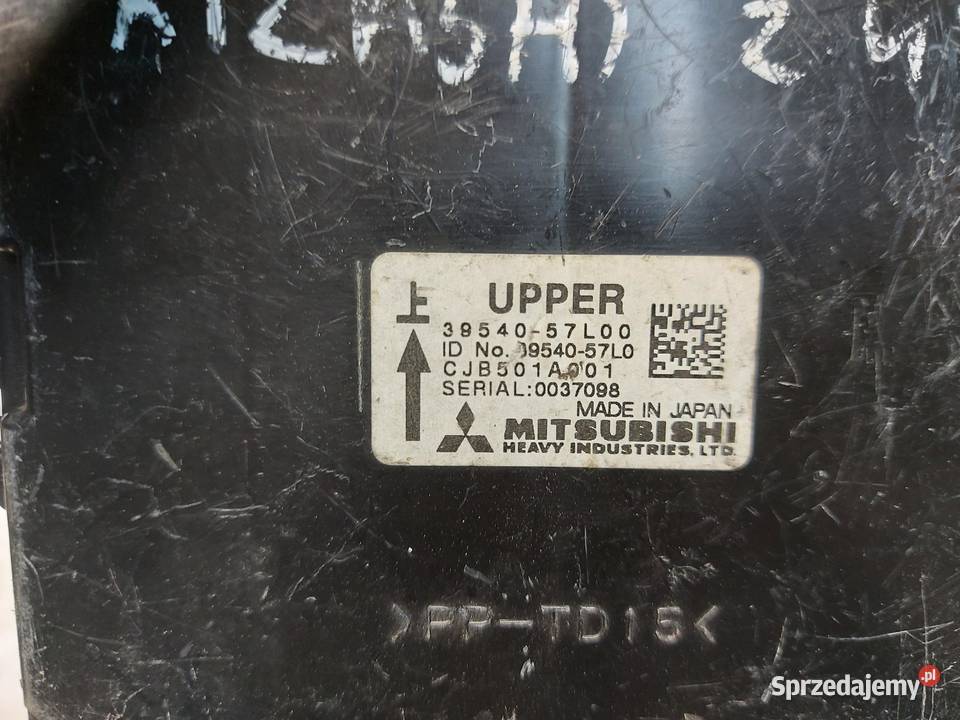 上 UPPER
39540-57L00
ID No. 39540-57L0
CJB501A001
SERIAL:0037098
MADE IN JAPAN
MITSUBISHI
HEAVY INDUSTRIES, LTD.
>PP-TD15<
Sprzedajemy.pl